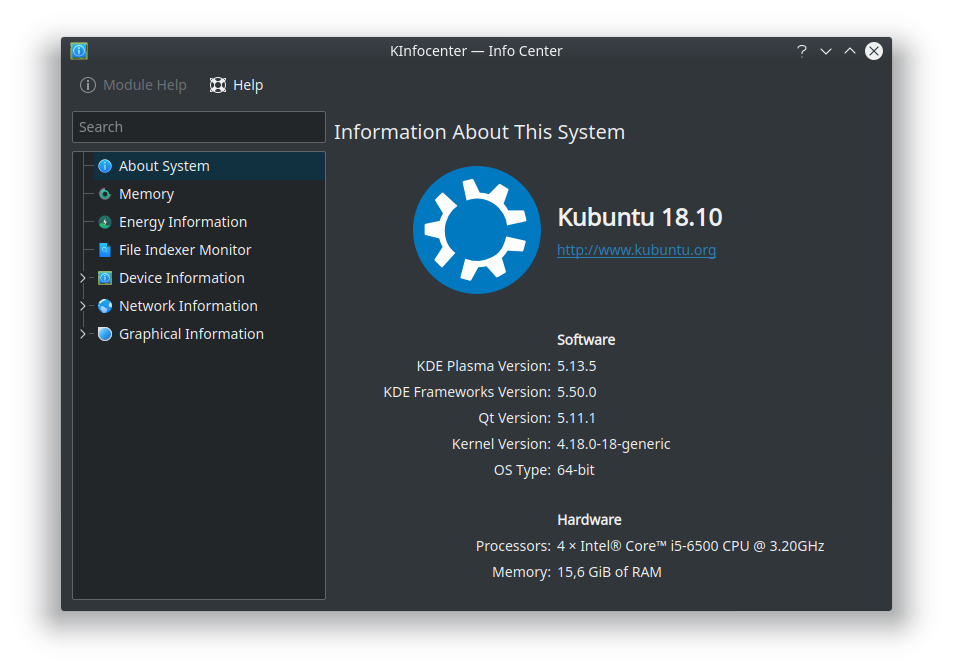 KInfocenter — Info Center
?
Module Help Help
Search
About System
Memory
Energy Information
File Indexer Monitor
Device Information
Network Information
Graphical Information
Information About This System
Kubuntu 18.10
http://www.kubuntu.org
Software
KDE Plasma Version: 5.13.5
KDE Frameworks Version: 5.50.0
Qt Version: 5.11.1
Kernel Version: 4.18.0-18-generic
OS Type: 64-bit
Hardware
Processors: 4 × Intel® Core™ i5-6500 CPU @ 3.20GHz
Memory: 15,6 GiB of RAM